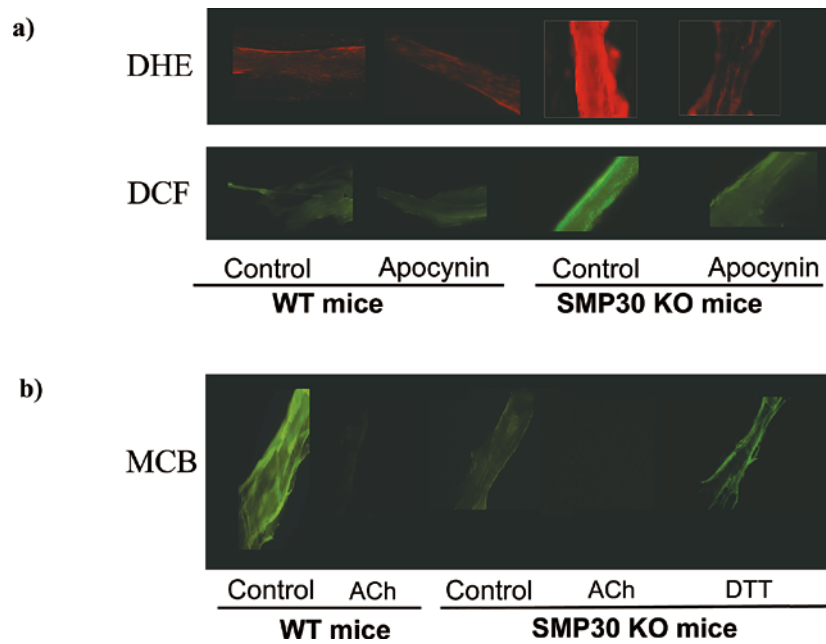 a)
DHE
DCF
Control Apocynin Control Apocynin
WT mice SMP30 KO mice
b)
MCB
Control ACh Control ACh DTT
WT mice SMP30 KO mice